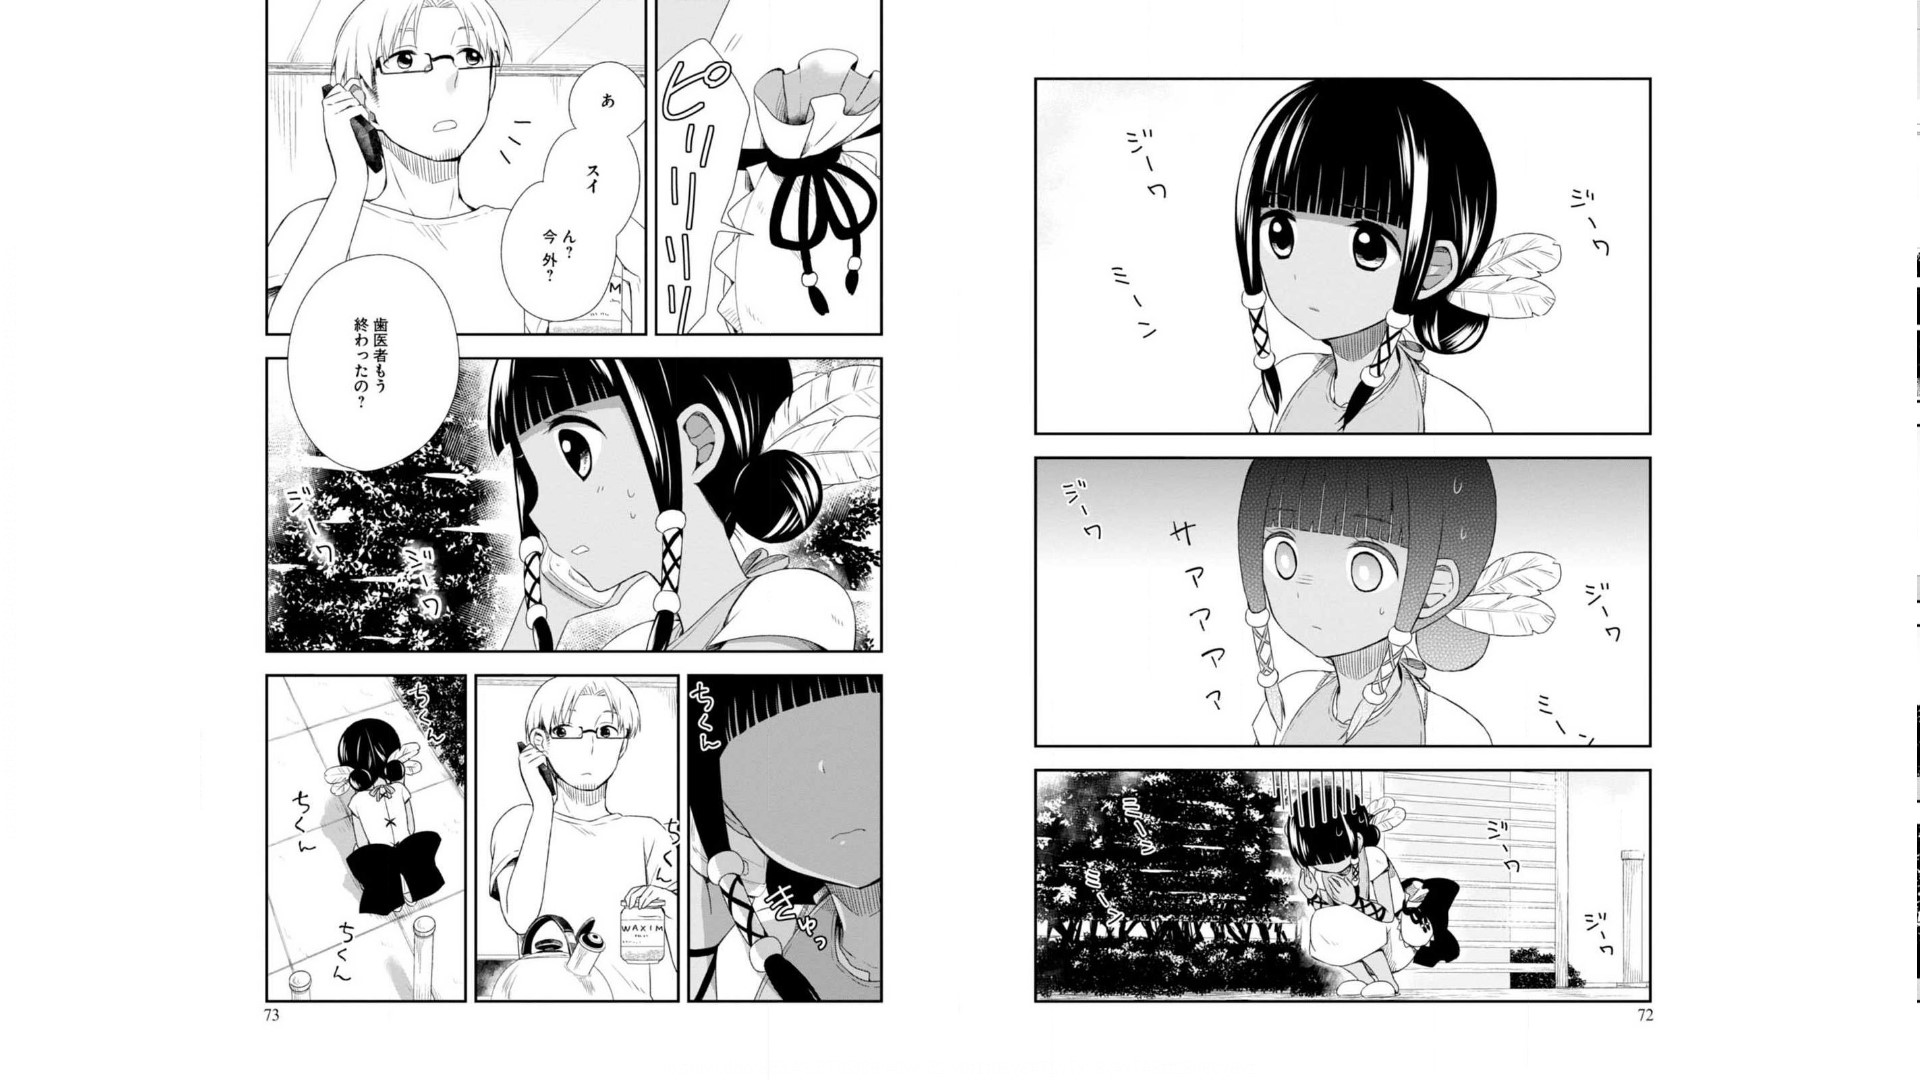 ジーワ
ジーワ
ミーン
ジーワ
サアアアアア
ジーワ
ミーン
ミーン
ミーン
ジーワ
ジーワ
72
ピリリリリリ
あ
スイ
ん?
今 外?
歯医者もう
終わったの?
ジーワ
ジーワ
ちくん
きゅっ
ちくん
WAXIM
ちくん
ちくん
ちくん
73